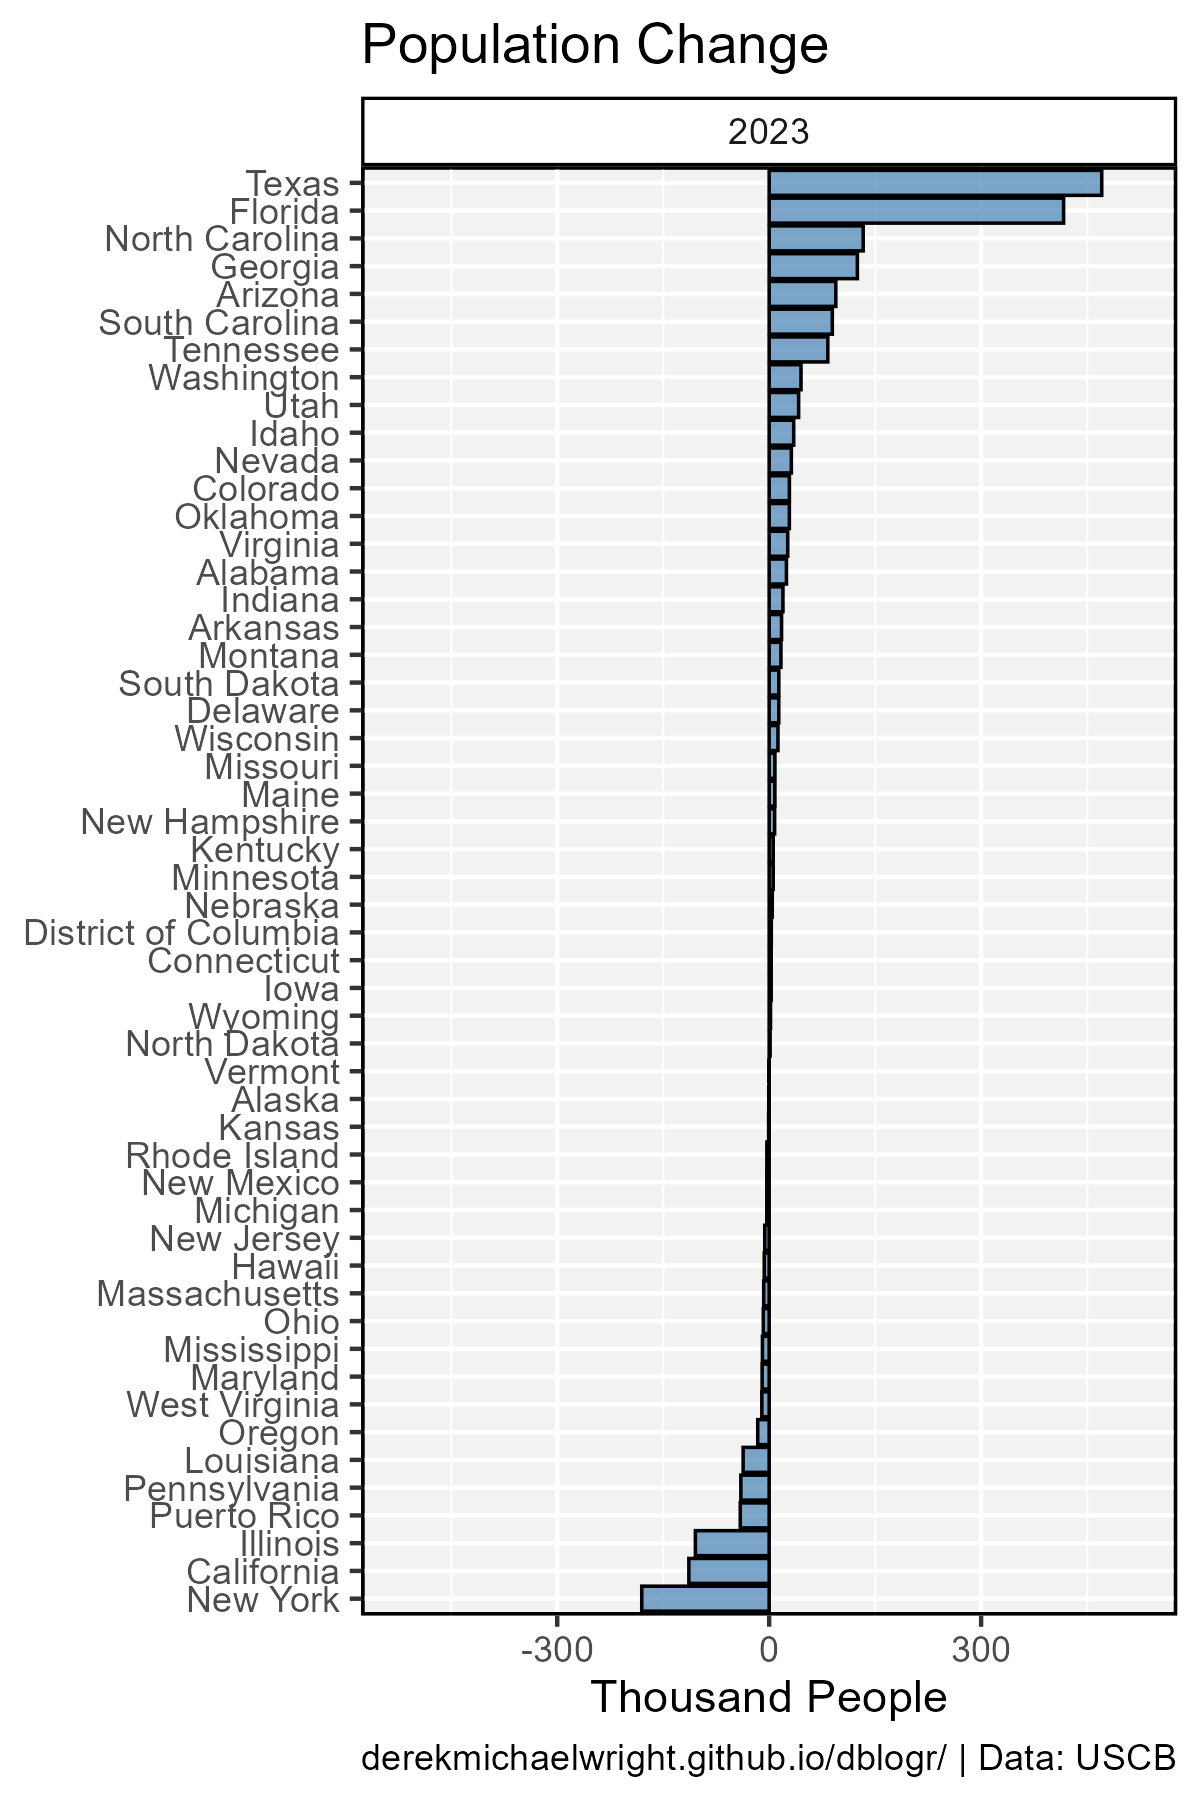 Population Change
2023
Texas
Florida
North Carolina
Georgia
Arizona
South Carolina
Tennessee
Washington
Utah
Idaho
Nevada
Colorado
Oklahoma
Virginia
Alabama
Indiana
Arkansas
Montana
South Dakota
Delaware
Wisconsin
Missouri
Maine
New Hampshire
Kentucky
Minnesota
Nebraska
District of Columbia
Connecticut
Iowa
Wyoming
North Dakota
Vermont
Alaska
Kansas
Rhode Island
New Mexico
Michigan
New Jersey
Hawaii
Massachusetts
Ohio
Mississippi
Maryland
West Virginia
Oregon
Louisiana
Pennsylvania
Puerto Rico
Illinois
California
New York
-300 0 300
Thousand People
derekmichaelwright.github.io/dblogr/ | Data: USCB